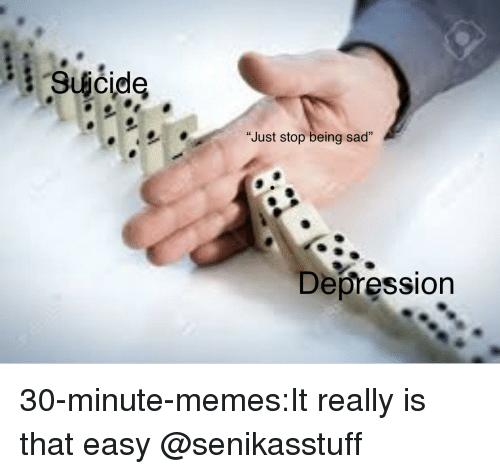 Suicide
“Just stop being sad”
Depression
30-minute-memes:It really is
that easy @senikasstuff